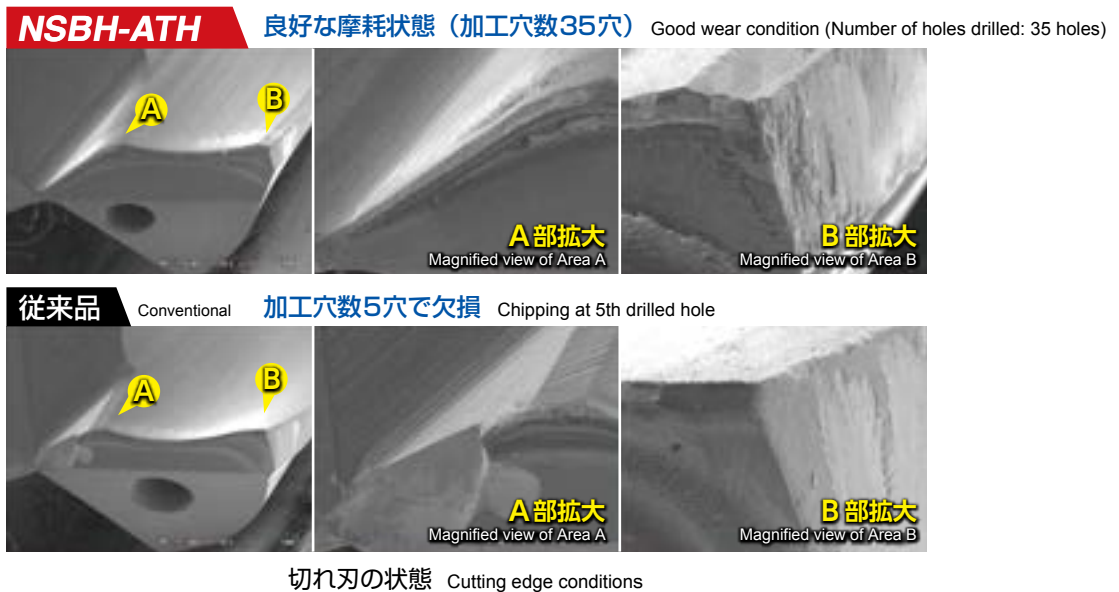 NSBH-ATH 良好な摩耗状態（加工穴数35穴） Good wear condition (Number of holes drilled: 35 holes)
A B
A部拡大
Magnified view of Area A
B部拡大
Magnified view of Area B
従来品 Conventional 加工穴数5穴で欠損 Chipping at 5th drilled hole
A B
A部拡大
Magnified view of Area A
B部拡大
Magnified view of Area B
切れ刃の状態 Cutting edge conditions